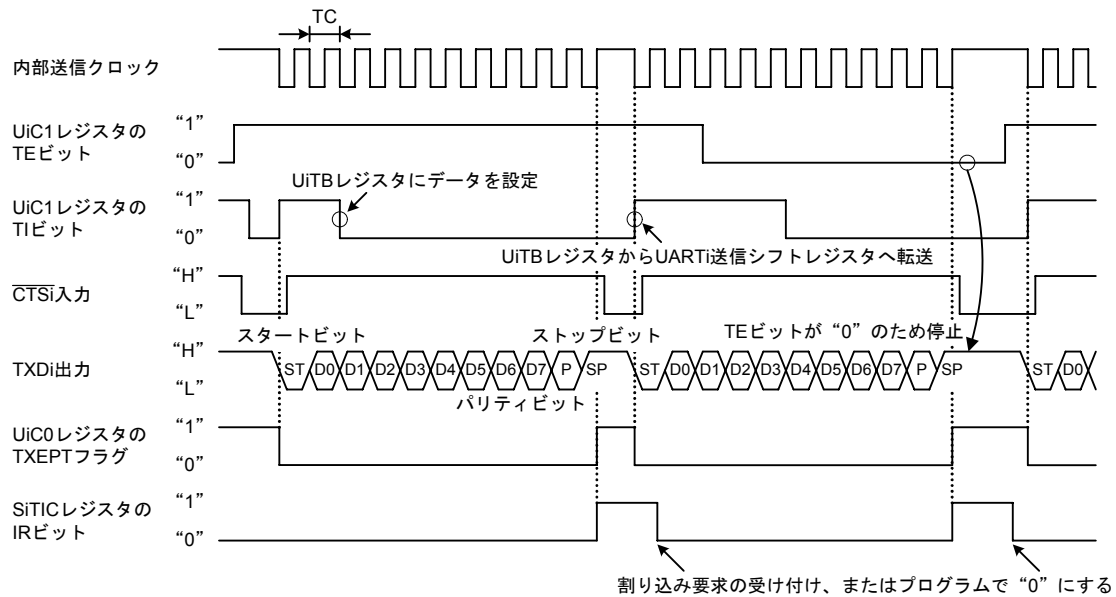 TC
内部送信クロック
UiC1レジスタの
TEビット
“1”
“0”
UiTBレジスタにデータを設定
UiC1レジスタの
TIビット
“1”
“0”
UiTBレジスタからUARTi送信シフトレジスタへ転送
CTSi入力
“H”
“L”
スタートビット
ストップビット
TEビットが“0”のため停止
TXDi出力
“H”
“L”
ST D0 D1 D2 D3 D4 D5 D6 D7 P SP ST D0 D1 D2 D3 D4 D5 D6 D7 P SP ST D0
パリティビット
UiC0レジスタの
TXEPTフラグ
“1”
“0”
SiTICレジスタの
IRビット
“1”
“0”
割り込み要求の受け付け、またはプログラムで“0”にする